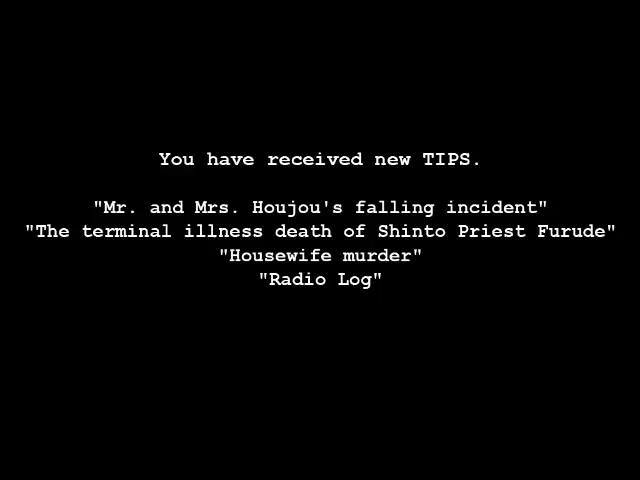 You have received new TIPS.
"Mr. and Mrs. Houjou's falling incident"
"The terminal illness death of Shinto Priest Furude"
"Housewife murder"
"Radio Log"